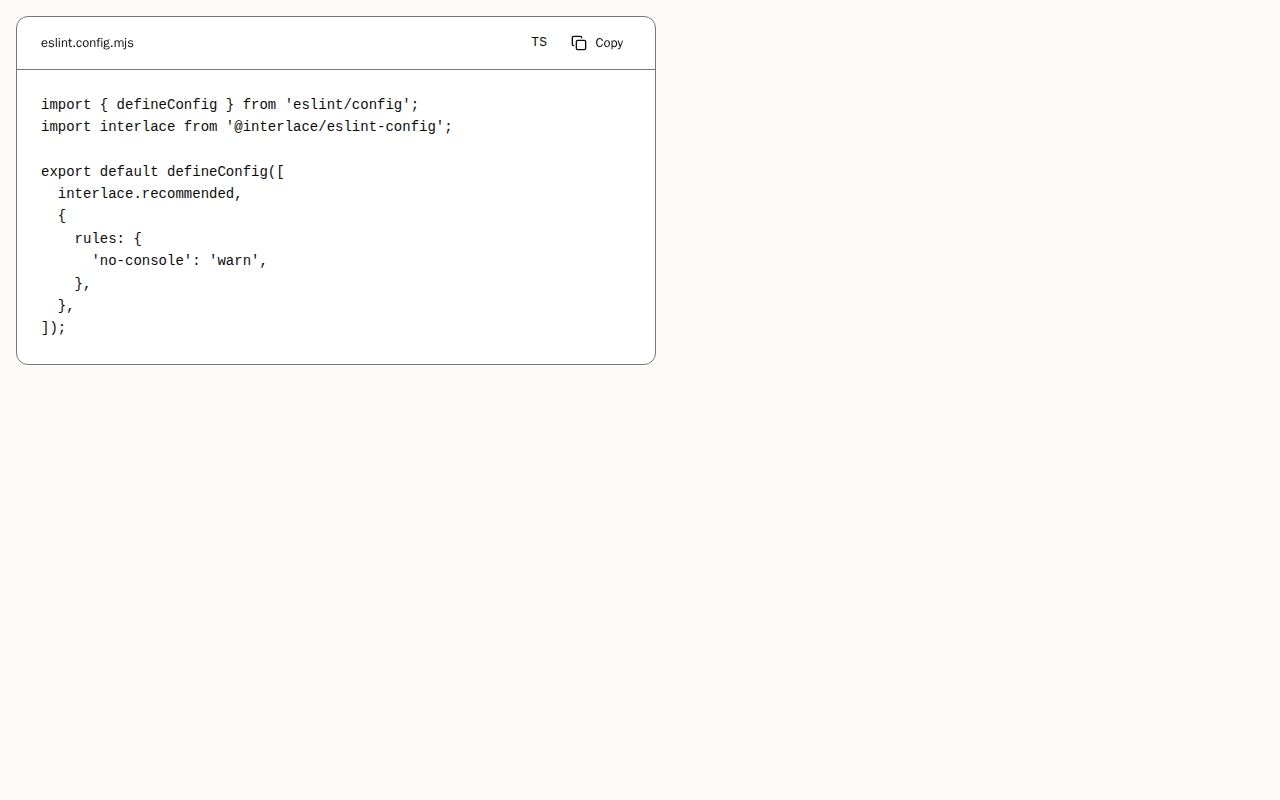 eslint.config.mjs TS Copy
import { defineConfig } from 'eslint/config';
import interlace from '@interlace/eslint-config';

export default defineConfig([
  interlace.recommended,
  {
    rules: {
      'no-console': 'warn',
    },
  },
]);